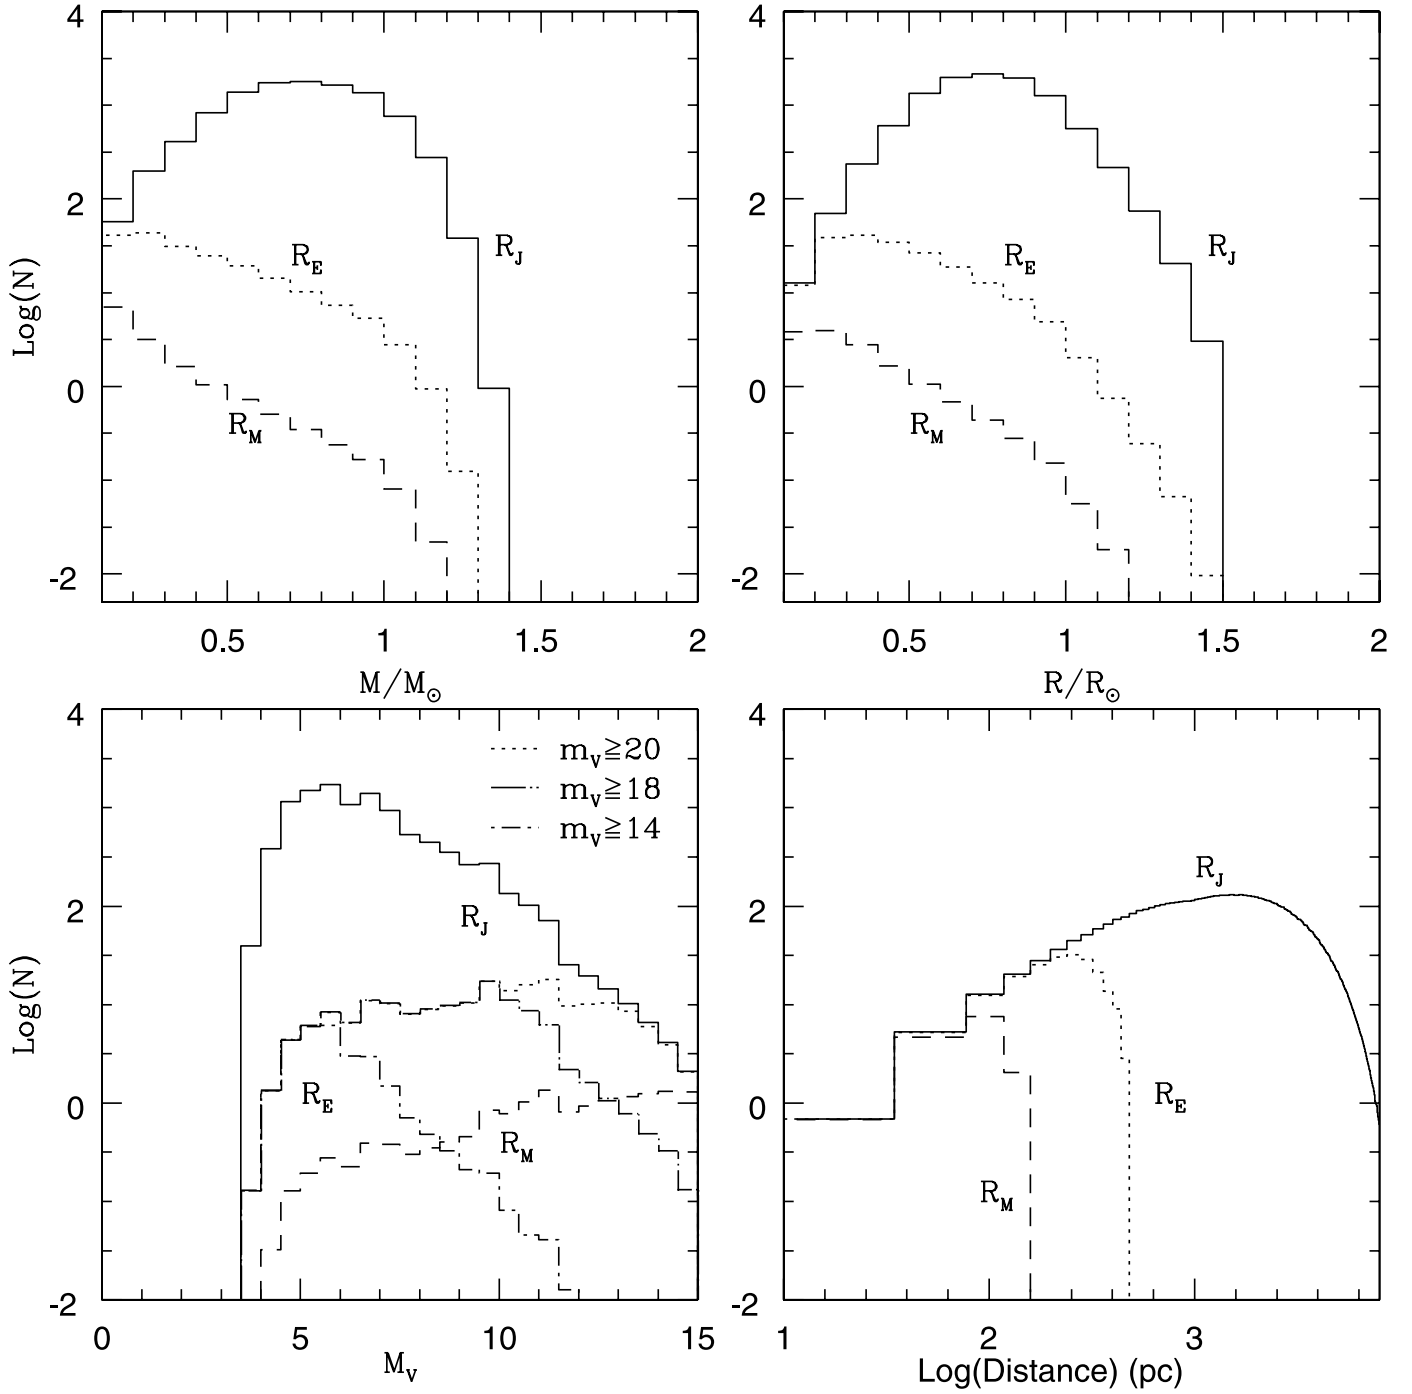 4
2
0
-2
Log(N)
R_J
R_E
R_M
0.5 1 1.5 2
M/M_⊙
4
2
0
-2
R_J
R_E
R_M
0.5 1 1.5 2
R/R_⊙
4
2
0
-2
Log(N)
m_V≧20
m_V≧18
m_V≧14
R_J
R_E
R_M
0 5 10 15
M_V
4
2
0
-2
R_J
R_E
R_M
1 2 3
Log(Distance) (pc)